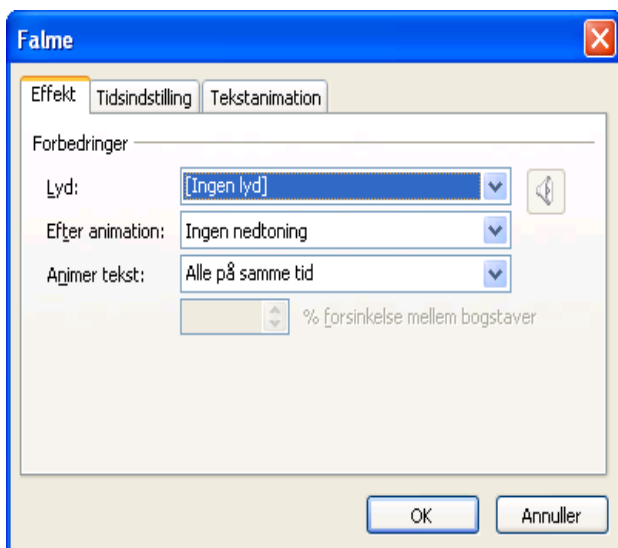 Falme
Effekt Tidsindstilling Tekstanimation
Forbedringer
Lyd: [Ingen lyd]
Efter animation: Ingen nedtoning
Animer tekst: Alle på samme tid
% forsinkelse mellem bogstaver
OK Annuller